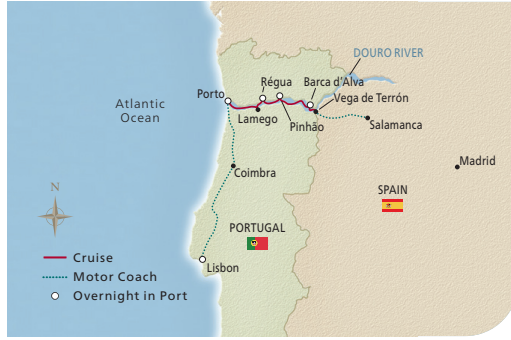 DOURO RIVER
Régua
Barca d'Alva
Porto
Vega de Terrón
Atlantic
Ocean
Lamego
Pinhão
Salamanca
Madrid
Coimbra
N
SPAIN
PORTUGAL
Cruise
Lisbon
Motor Coach
Overnight in Port